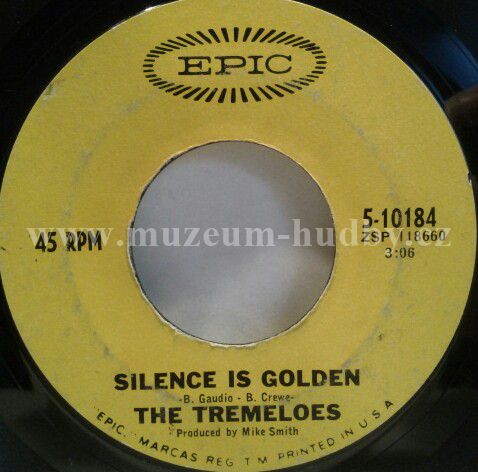 EPIC
5-10184
www.muzeum-hudby.cz
45 RPM
ZSP 118660
3:06
SILENCE IS GOLDEN
-B. Gaudio - B. Crewe-
THE TREMELOES
Produced by Mike Smith
EPIC. MARCAS REG. T M PRINTED IN U S A